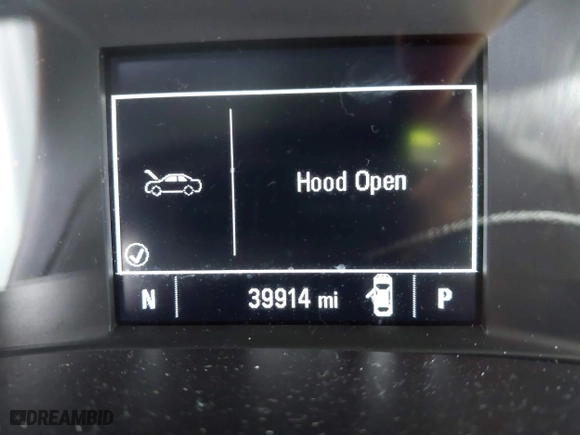 Hood Open
N 39914 mi P
DREAMBID